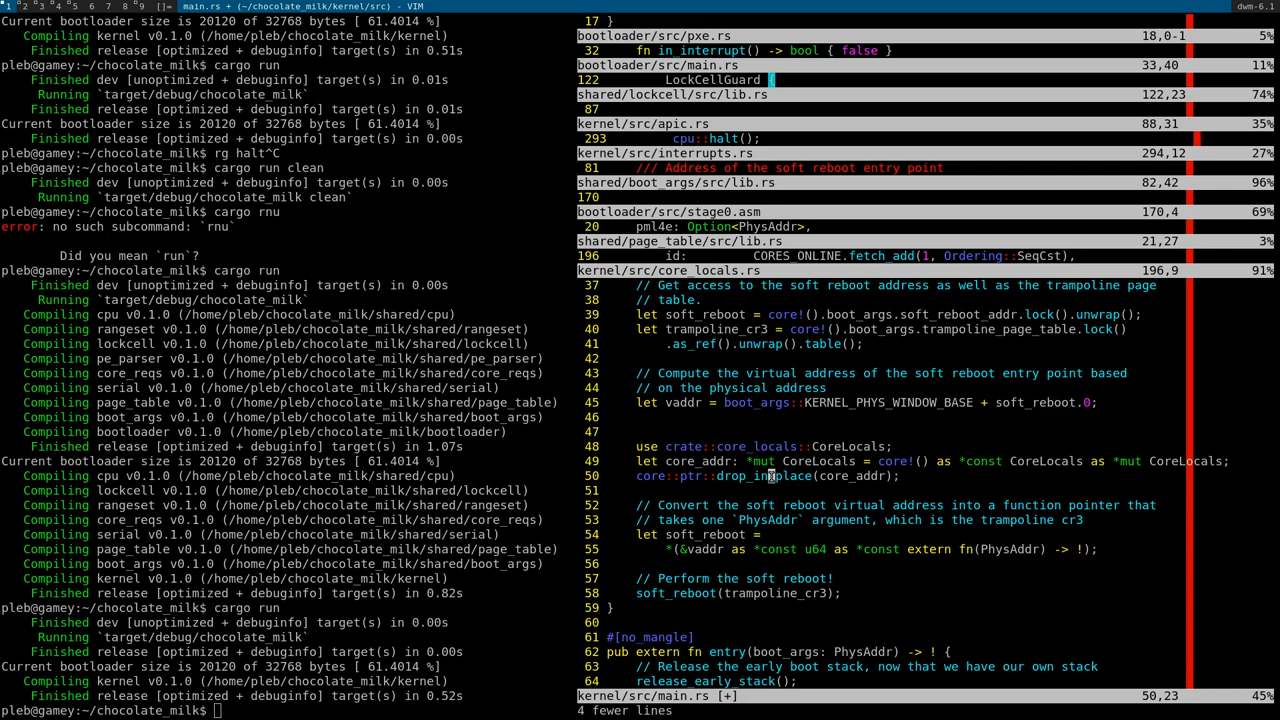 1 2 3 4 5 6 7 8 9 []= main.rs + (~/chocolate_milk/kernel/src) - VIM dwm-6.1
Current bootloader size is 20120 of 32768 bytes [ 61.4014 %]
Compiling kernel v0.1.0 (/home/pleb/chocolate_milk/kernel)
Finished release [optimized + debuginfo] target(s) in 0.51s
pleb@gamey:~/chocolate_milk$ cargo run
Finished dev [unoptimized + debuginfo] target(s) in 0.01s
Running `target/debug/chocolate_milk`
Finished release [optimized + debuginfo] target(s) in 0.01s
Current bootloader size is 20120 of 32768 bytes [ 61.4014 %]
Finished release [optimized + debuginfo] target(s) in 0.00s
pleb@gamey:~/chocolate_milk$ rg halt^C
pleb@gamey:~/chocolate_milk$ cargo run clean
Finished dev [unoptimized + debuginfo] target(s) in 0.00s
Running `target/debug/chocolate_milk clean`
pleb@gamey:~/chocolate_milk$ cargo rnu
error: no such subcommand: `rnu`
Did you mean `run`?
pleb@gamey:~/chocolate_milk$ cargo run
Finished dev [unoptimized + debuginfo] target(s) in 0.00s
Running `target/debug/chocolate_milk`
Compiling cpu v0.1.0 (/home/pleb/chocolate_milk/shared/cpu)
Compiling rangeset v0.1.0 (/home/pleb/chocolate_milk/shared/rangeset)
Compiling lockcell v0.1.0 (/home/pleb/chocolate_milk/shared/lockcell)
Compiling pe_parser v0.1.0 (/home/pleb/chocolate_milk/shared/pe_parser)
Compiling core_reqs v0.1.0 (/home/pleb/chocolate_milk/shared/core_reqs)
Compiling serial v0.1.0 (/home/pleb/chocolate_milk/shared/serial)
Compiling page_table v0.1.0 (/home/pleb/chocolate_milk/shared/page_table)
Compiling boot_args v0.1.0 (/home/pleb/chocolate_milk/shared/boot_args)
Compiling bootloader v0.1.0 (/home/pleb/chocolate_milk/bootloader)
Finished release [optimized + debuginfo] target(s) in 1.07s
Current bootloader size is 20120 of 32768 bytes [ 61.4014 %]
Compiling cpu v0.1.0 (/home/pleb/chocolate_milk/shared/cpu)
Compiling lockcell v0.1.0 (/home/pleb/chocolate_milk/shared/lockcell)
Compiling rangeset v0.1.0 (/home/pleb/chocolate_milk/shared/rangeset)
Compiling core_reqs v0.1.0 (/home/pleb/chocolate_milk/shared/core_reqs)
Compiling serial v0.1.0 (/home/pleb/chocolate_milk/shared/serial)
Compiling page_table v0.1.0 (/home/pleb/chocolate_milk/shared/page_table)
Compiling boot_args v0.1.0 (/home/pleb/chocolate_milk/shared/boot_args)
Compiling kernel v0.1.0 (/home/pleb/chocolate_milk/kernel)
Finished release [optimized + debuginfo] target(s) in 0.82s
pleb@gamey:~/chocolate_milk$ cargo run
Finished dev [unoptimized + debuginfo] target(s) in 0.00s
Running `target/debug/chocolate_milk`
Finished release [optimized + debuginfo] target(s) in 0.00s
Current bootloader size is 20120 of 32768 bytes [ 61.4014 %]
Compiling kernel v0.1.0 (/home/pleb/chocolate_milk/kernel)
Finished release [optimized + debuginfo] target(s) in 0.52s
pleb@gamey:~/chocolate_milk$
17 }
bootloader/src/pxe.rs 18,0-1 5%
32 fn in_interrupt() -> bool { false }
bootloader/src/main.rs 33,40 11%
122 LockCellGuard {
shared/lockcell/src/lib.rs 122,23 74%
87
kernel/src/apic.rs 88,31 35%
293 cpu::halt();
kernel/src/interrupts.rs 294,12 27%
81 /// Address of the soft reboot entry point
shared/boot_args/src/lib.rs 82,42 96%
170
bootloader/src/stage0.asm 170,4 69%
20 pml4e: Option<PhysAddr>,
shared/page_table/src/lib.rs 21,27 3%
196 id: CORES_ONLINE.fetch_add(1, Ordering::SeqCst),
kernel/src/core_locals.rs 196,9 91%
37 // Get access to the soft reboot address as well as the trampoline page
38 // table.
39 let soft_reboot = core!().boot_args.soft_reboot_addr.lock().unwrap();
40 let trampoline_cr3 = core!().boot_args.trampoline_page_table.lock()
41 .as_ref().unwrap().table();
42
43 // Compute the virtual address of the soft reboot entry point based
44 // on the physical address
45 let vaddr = boot_args::KERNEL_PHYS_WINDOW_BASE + soft_reboot.0;
46
47
48 use crate::core_locals::CoreLocals;
49 let core_addr: *mut CoreLocals = core!() as *const CoreLocals as *mut CoreLocals;
50 core::ptr::drop_in_place(core_addr);
51
52 // Convert the soft reboot virtual address into a function pointer that
53 // takes one `PhysAddr` argument, which is the trampoline cr3
54 let soft_reboot =
55 *(&vaddr as *const u64 as *const extern fn(PhysAddr) -> !);
56
57 // Perform the soft reboot!
58 soft_reboot(trampoline_cr3);
59 }
60
61 #[no_mangle]
62 pub extern fn entry(boot_args: PhysAddr) -> ! {
63 // Release the early boot stack, now that we have our own stack
64 release_early_stack();
kernel/src/main.rs [+] 50,23 45%
4 fewer lines